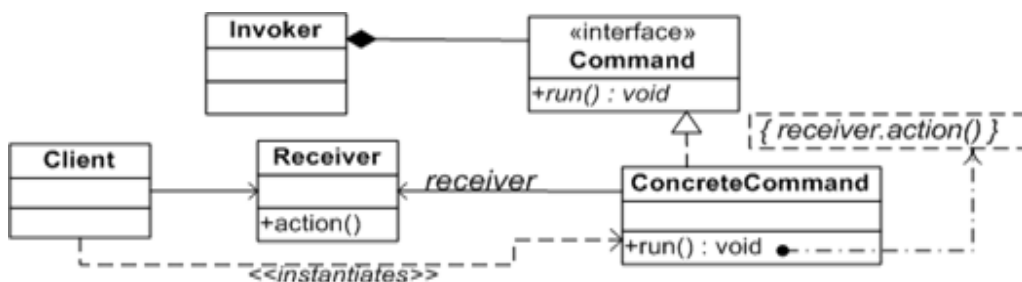 Invoker
«interface»
Command
+run() : void
{ receiver.action() }
Client
Receiver
+action()
receiver
ConcreteCommand
+run() : void
<<instantiates>>